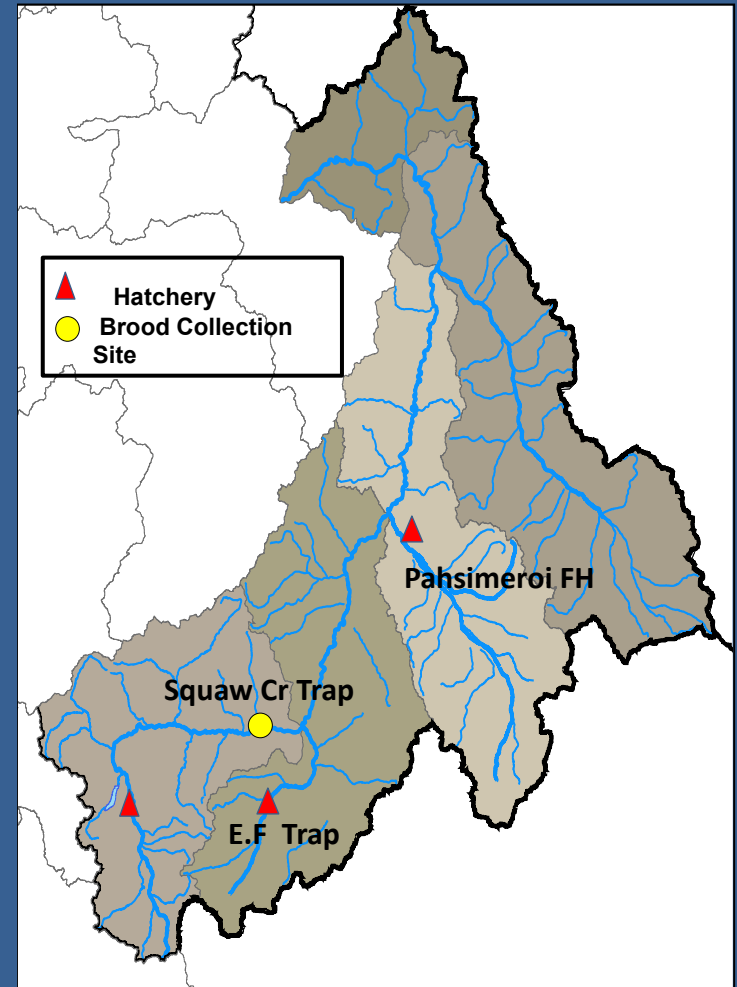 Hatchery
Brood Collection
Site
Pahsimeroi FH
Squaw Cr Trap
E.F Trap